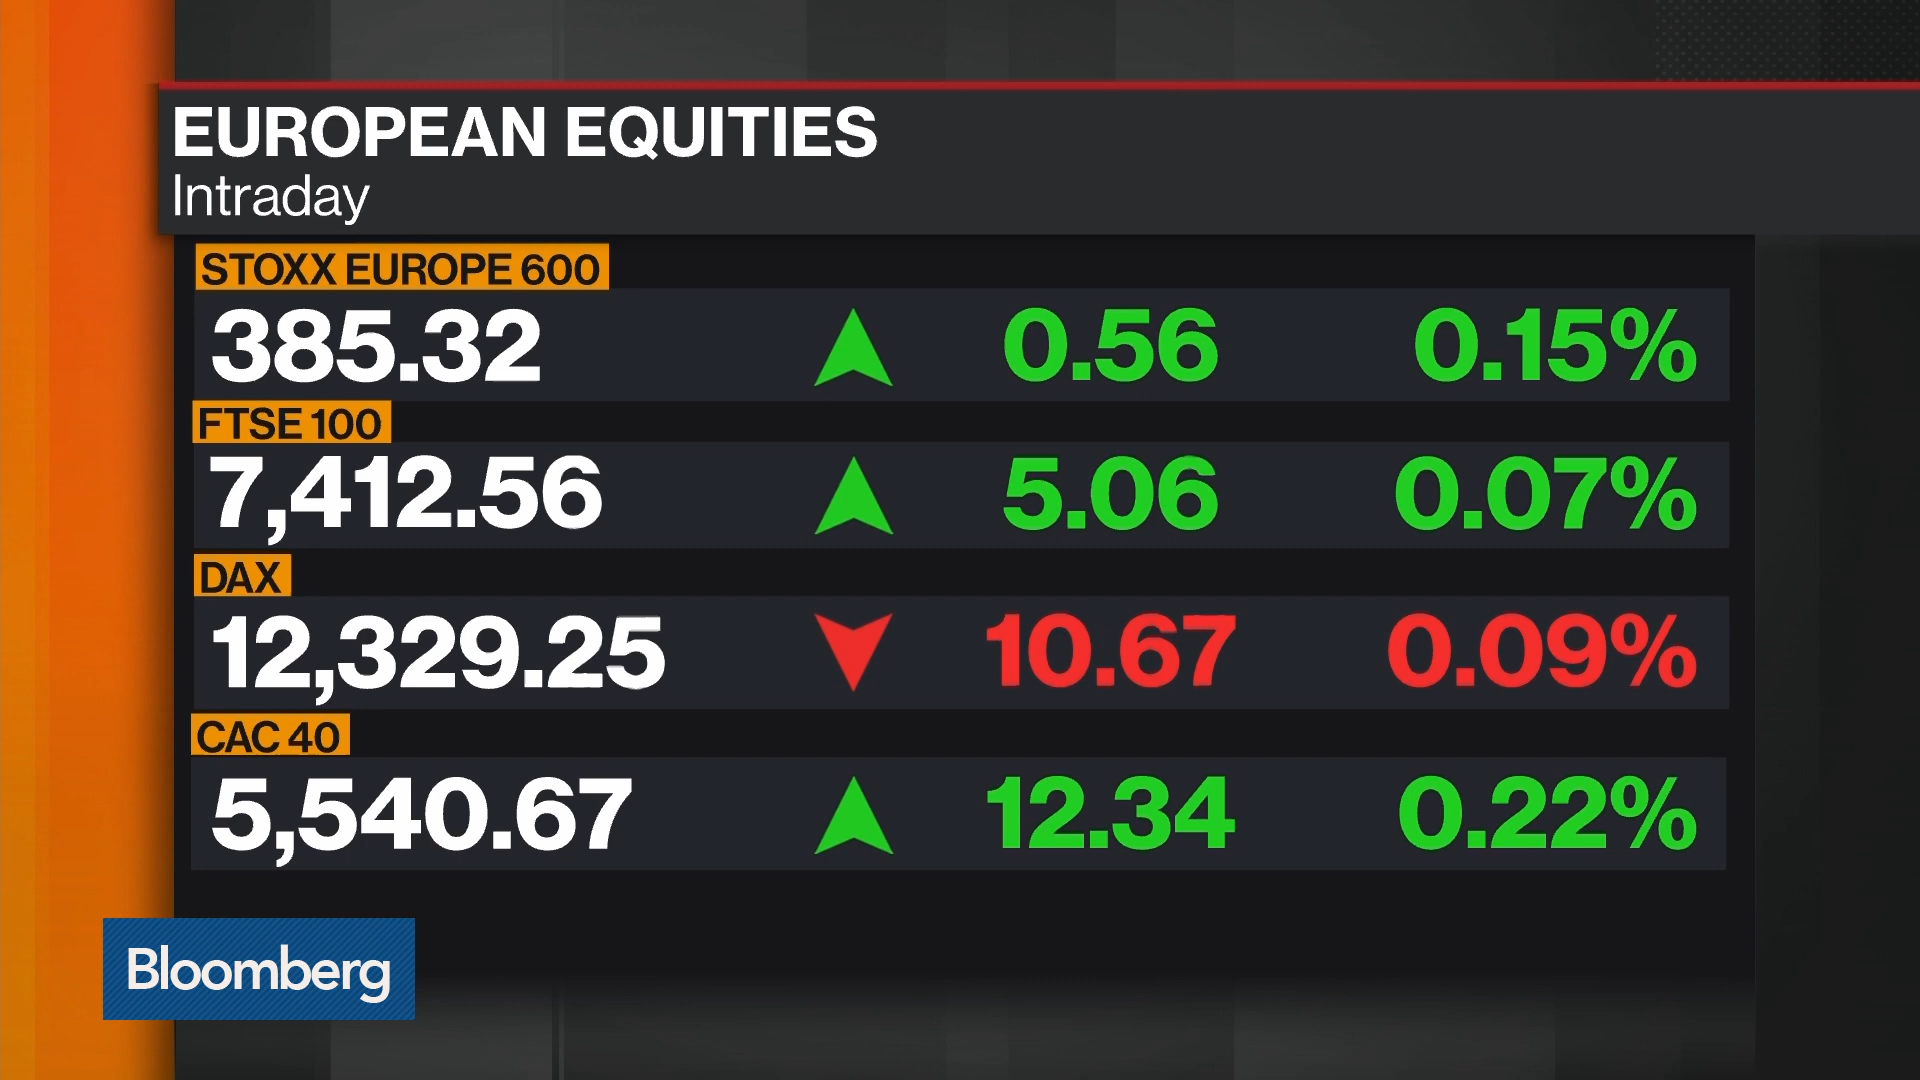 EUROPEAN EQUITIES
Intraday
STOXX EUROPE 600
385.32 0.56 0.15%
FTSE 100
7,412.56 5.06 0.07%
DAX
12,329.25 10.67 0.09%
CAC 40
5,540.67 12.34 0.22%
Bloomberg